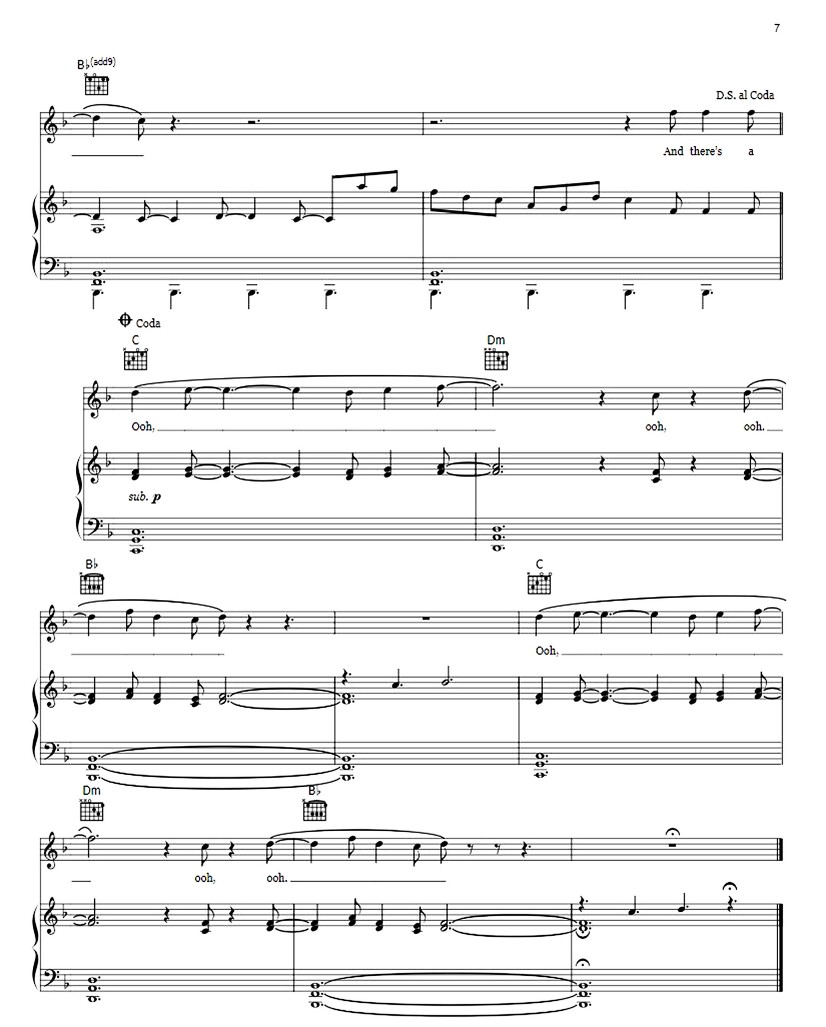 7
B♭(add9)
D.S. al Coda
And there's a
Coda
C Dm
Ooh, ooh, ooh.
sub. p
B♭ C
Ooh,
Dm B♭
ooh, ooh.